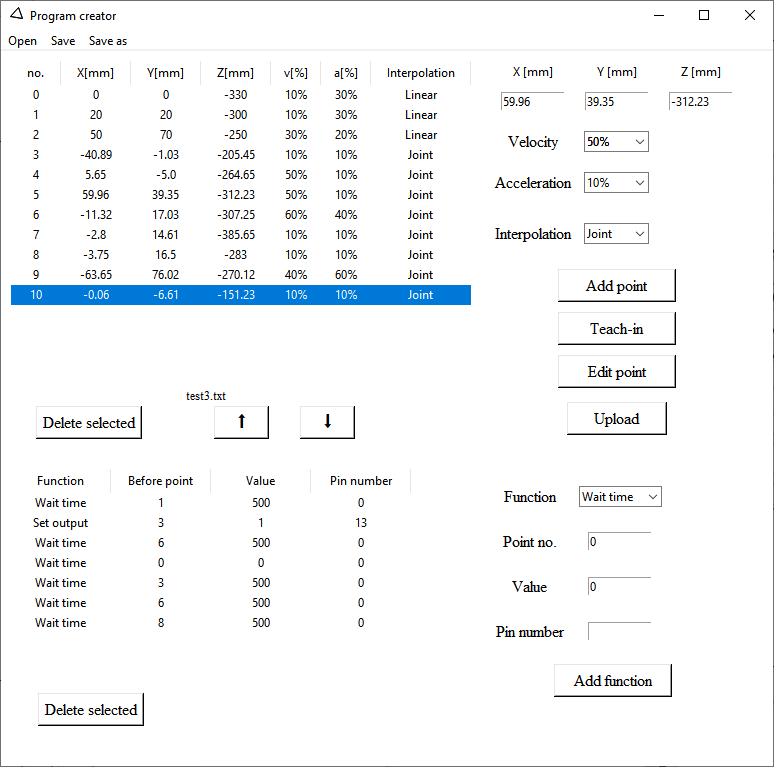 Program creator
Open Save Save as
no. X[mm] Y[mm] Z[mm] v[%] a[%] Interpolation
0 0 0 -330 10% 30% Linear
1 20 20 -300 10% 30% Linear
2 50 70 -250 30% 20% Linear
3 -40.89 -1.03 -205.45 10% 10% Joint
4 5.65 -5.0 -264.65 50% 10% Joint
5 59.96 39.35 -312.23 50% 10% Joint
6 -11.32 17.03 -307.25 60% 40% Joint
7 -2.8 14.61 -385.65 10% 10% Joint
8 -3.75 16.5 -283 10% 10% Joint
9 -63.65 76.02 -270.12 40% 60% Joint
10 -0.06 -6.61 -151.23 10% 10% Joint
test3.txt
Delete selected ↑ ↓
X [mm] Y [mm] Z [mm]
59.96 39.35 -312.23
Velocity 50%
Acceleration 10%
Interpolation Joint
Add point
Teach-in
Edit point
Upload
Function Before point Value Pin number
Wait time 1 500 0
Set output 3 1 13
Wait time 6 500 0
Wait time 0 0 0
Wait time 3 500 0
Wait time 6 500 0
Wait time 8 500 0
Delete selected
Function Wait time
Point no. 0
Value 0
Pin number
Add function